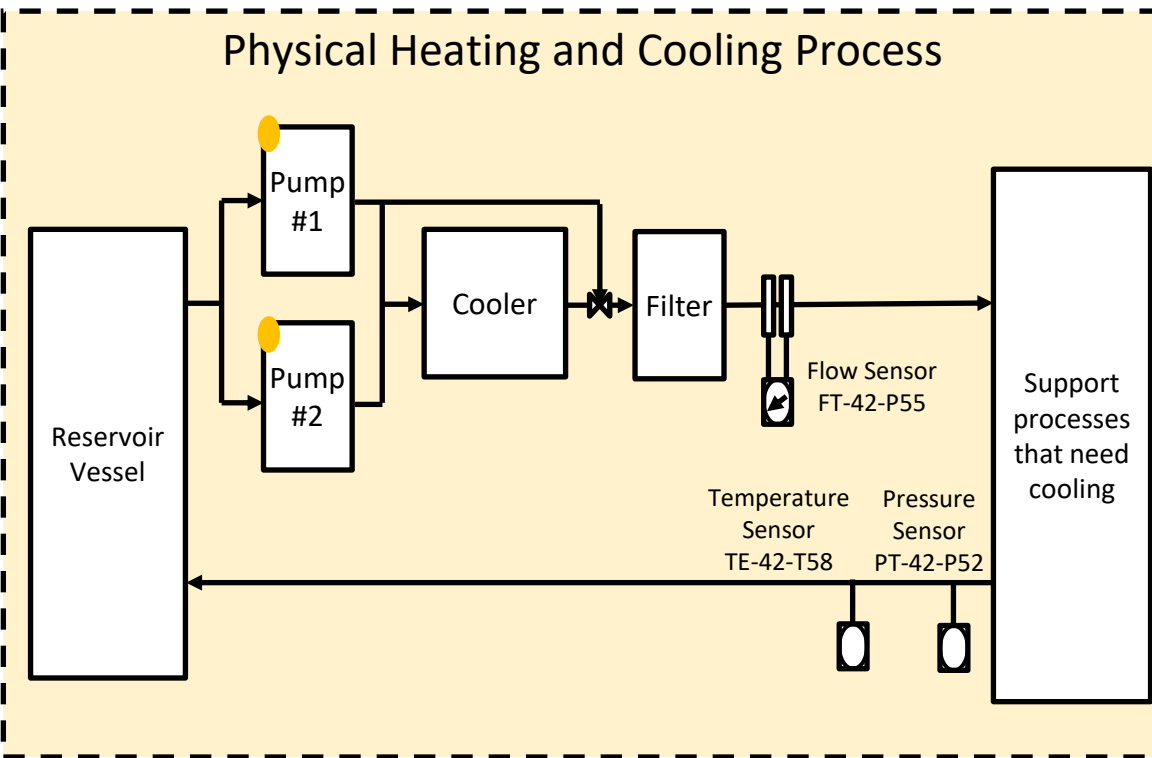 Physical Heating and Cooling Process
Pump
#1
Cooler
Filter
Pump
#2
Flow Sensor
FT-42-P55
Reservoir
Vessel
Support
processes
that need
cooling
Temperature
Sensor
TE-42-T58
Pressure
Sensor
PT-42-P52